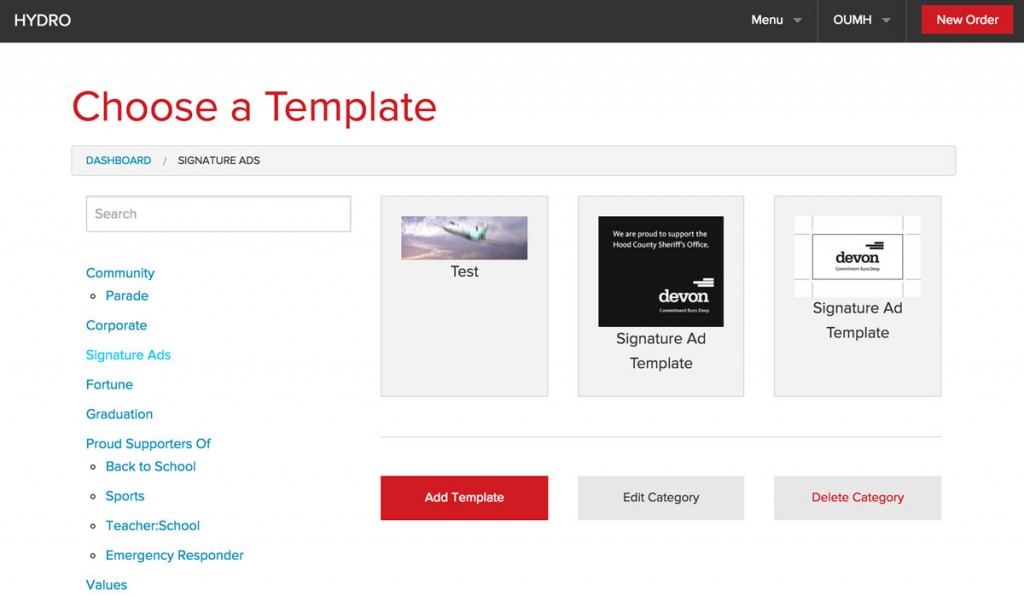 HYDRO
Menu
OUMH
New Order
Choose a Template
DASHBOARD / SIGNATURE ADS
Search
Community
Parade
Corporate
Signature Ads
Fortune
Graduation
Proud Supporters Of
Back to School
Sports
Teacher:School
Emergency Responder
Values
Test
We are proud to support the
Hood County Sheriff's Office.
devon
Commitment Runs Deep
Signature Ad
Template
devon
Commitment Runs Deep
Signature Ad
Template
Add Template
Edit Category
Delete Category